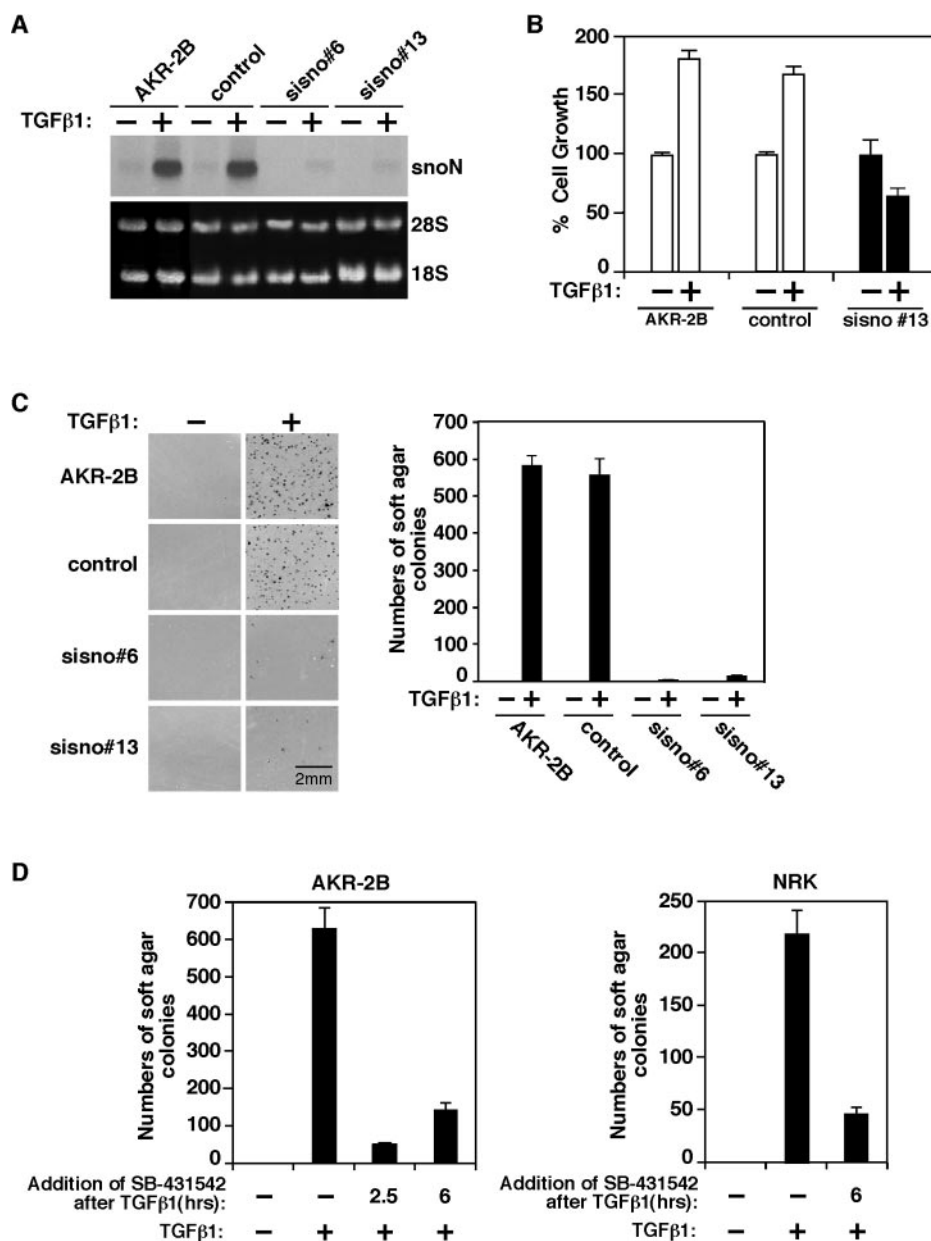 A
AKR-2B control sisno#6 sisno#13
TGFβ1: − + − + − + − +
snoN
28S
18S
B
% Cell Growth
200
150
100
50
0
TGFβ1: − + − + − +
AKR-2B control sisno #13
C
TGFβ1: − +
AKR-2B
control
sisno#6
sisno#13
2mm
Numbers of soft agar
colonies
700
600
500
400
300
200
100
0
TGFβ1: − + − + − + − +
AKR-2B control sisno#6 sisno#13
D
AKR-2B
Numbers of soft agar
colonies
700
600
500
400
300
200
100
0
Addition of SB-431542
after TGFβ1(hrs): − − 2.5 6
TGFβ1: − + + +
NRK
Numbers of soft agar
colonies
250
200
150
100
50
0
Addition of SB-431542
after TGFβ1(hrs): − − 6
TGFβ1: − + +